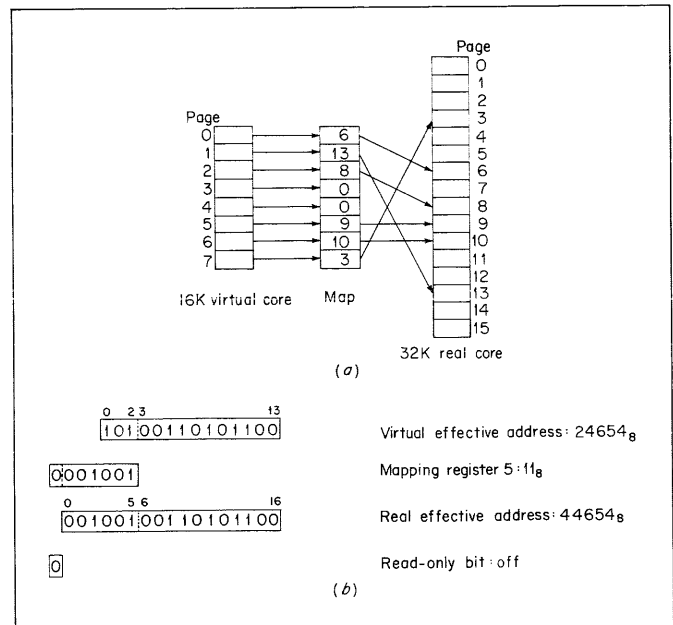 Page
0
1
2
3
4
5
6
7
8
9
10
11
12
13
14
15
Page
0
1
2
3
4
5
6
7
6
13
8
0
0
9
10
3
16K virtual core
Map
32K real core
(a)
0 2 3 13
101 00110101100
Virtual effective address: 24654₈
0 001001
Mapping register 5:11₈
0 5 6 16
001001 00110101100
Real effective address: 44654₈
0
Read-only bit: off
(b)